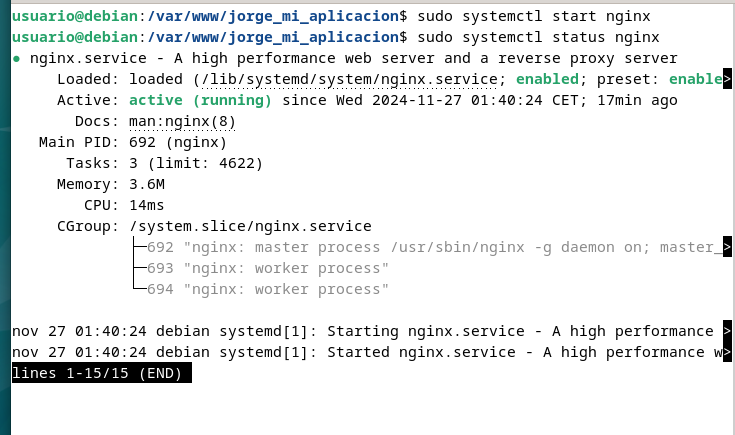 usuario@debian:/var/www/jorge_mi_aplicacion$ sudo systemctl start nginx
usuario@debian:/var/www/jorge_mi_aplicacion$ sudo systemctl status nginx
● nginx.service - A high performance web server and a reverse proxy server
     Loaded: loaded (/lib/systemd/system/nginx.service; enabled; preset: enable>
     Active: active (running) since Wed 2024-11-27 01:40:24 CET; 17min ago
       Docs: man:nginx(8)
   Main PID: 692 (nginx)
      Tasks: 3 (limit: 4622)
     Memory: 3.6M
        CPU: 14ms
     CGroup: /system.slice/nginx.service
             ├─692 "nginx: master process /usr/sbin/nginx -g daemon on; master_>
             ├─693 "nginx: worker process"
             └─694 "nginx: worker process"

nov 27 01:40:24 debian systemd[1]: Starting nginx.service - A high performance >
nov 27 01:40:24 debian systemd[1]: Started nginx.service - A high performance w>
lines 1-15/15 (END)